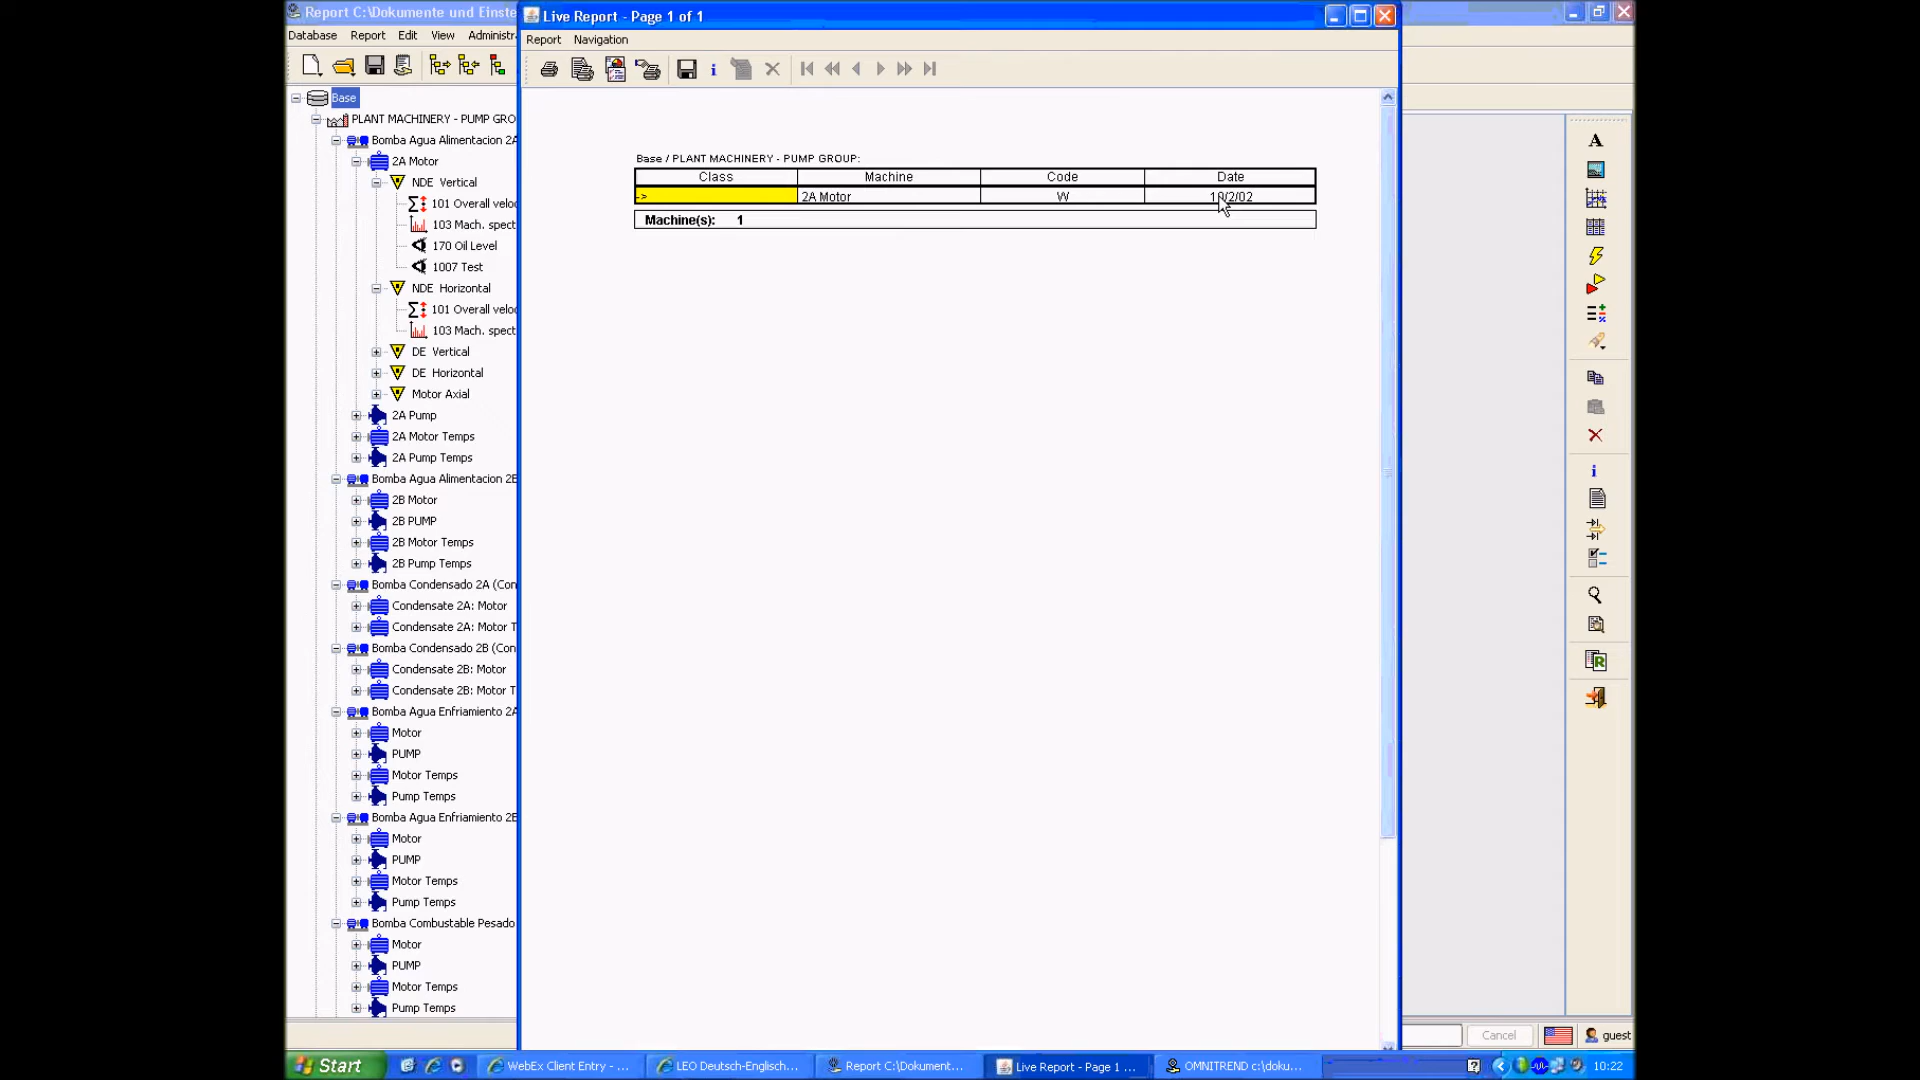 Report C:\Dokumente und Einste
Database Report Edit View Administr
Live Report - Page 1 of 1
Report Navigation
Base
PLANT MACHINERY - PUMP GRO
Bomba Agua Alimentacion 2A
2A Motor
NDE Vertical
101 Overall velo
103 Mach. spect
170 Oil Level
1007 Test
NDE Horizontal
101 Overall velo
103 Mach. spect
DE Vertical
DE Horizontal
Motor Axial
2A Pump
2A Motor Temps
2A Pump Temps
Bomba Agua Alimentacion 2B
2B Motor
2B PUMP
2B Motor Temps
2B Pump Temps
Bomba Condensado 2A (Con
Condensate 2A: Motor
Condensate 2A: Motor T
Bomba Condensado 2B (Con
Condensate 2B: Motor
Condensate 2B: Motor T
Bomba Agua Enfriamiento 2A
Motor
PUMP
Motor Temps
Pump Temps
Bomba Agua Enfriamiento 2B
Motor
PUMP
Motor Temps
Pump Temps
Bomba Combustable Pesado
Motor
PUMP
Motor Temps
Pump Temps
Base / PLANT MACHINERY - PUMP GROUP:
Class Machine Code Date
-> 2A Motor W
Machine(s): 1
Cancel guest
Start WebEx Client Entry - ... LEO Deutsch-Englisch... Report C:\Dokument... Live Report - Page 1 ... OMNITREND c:\doku... 10:22